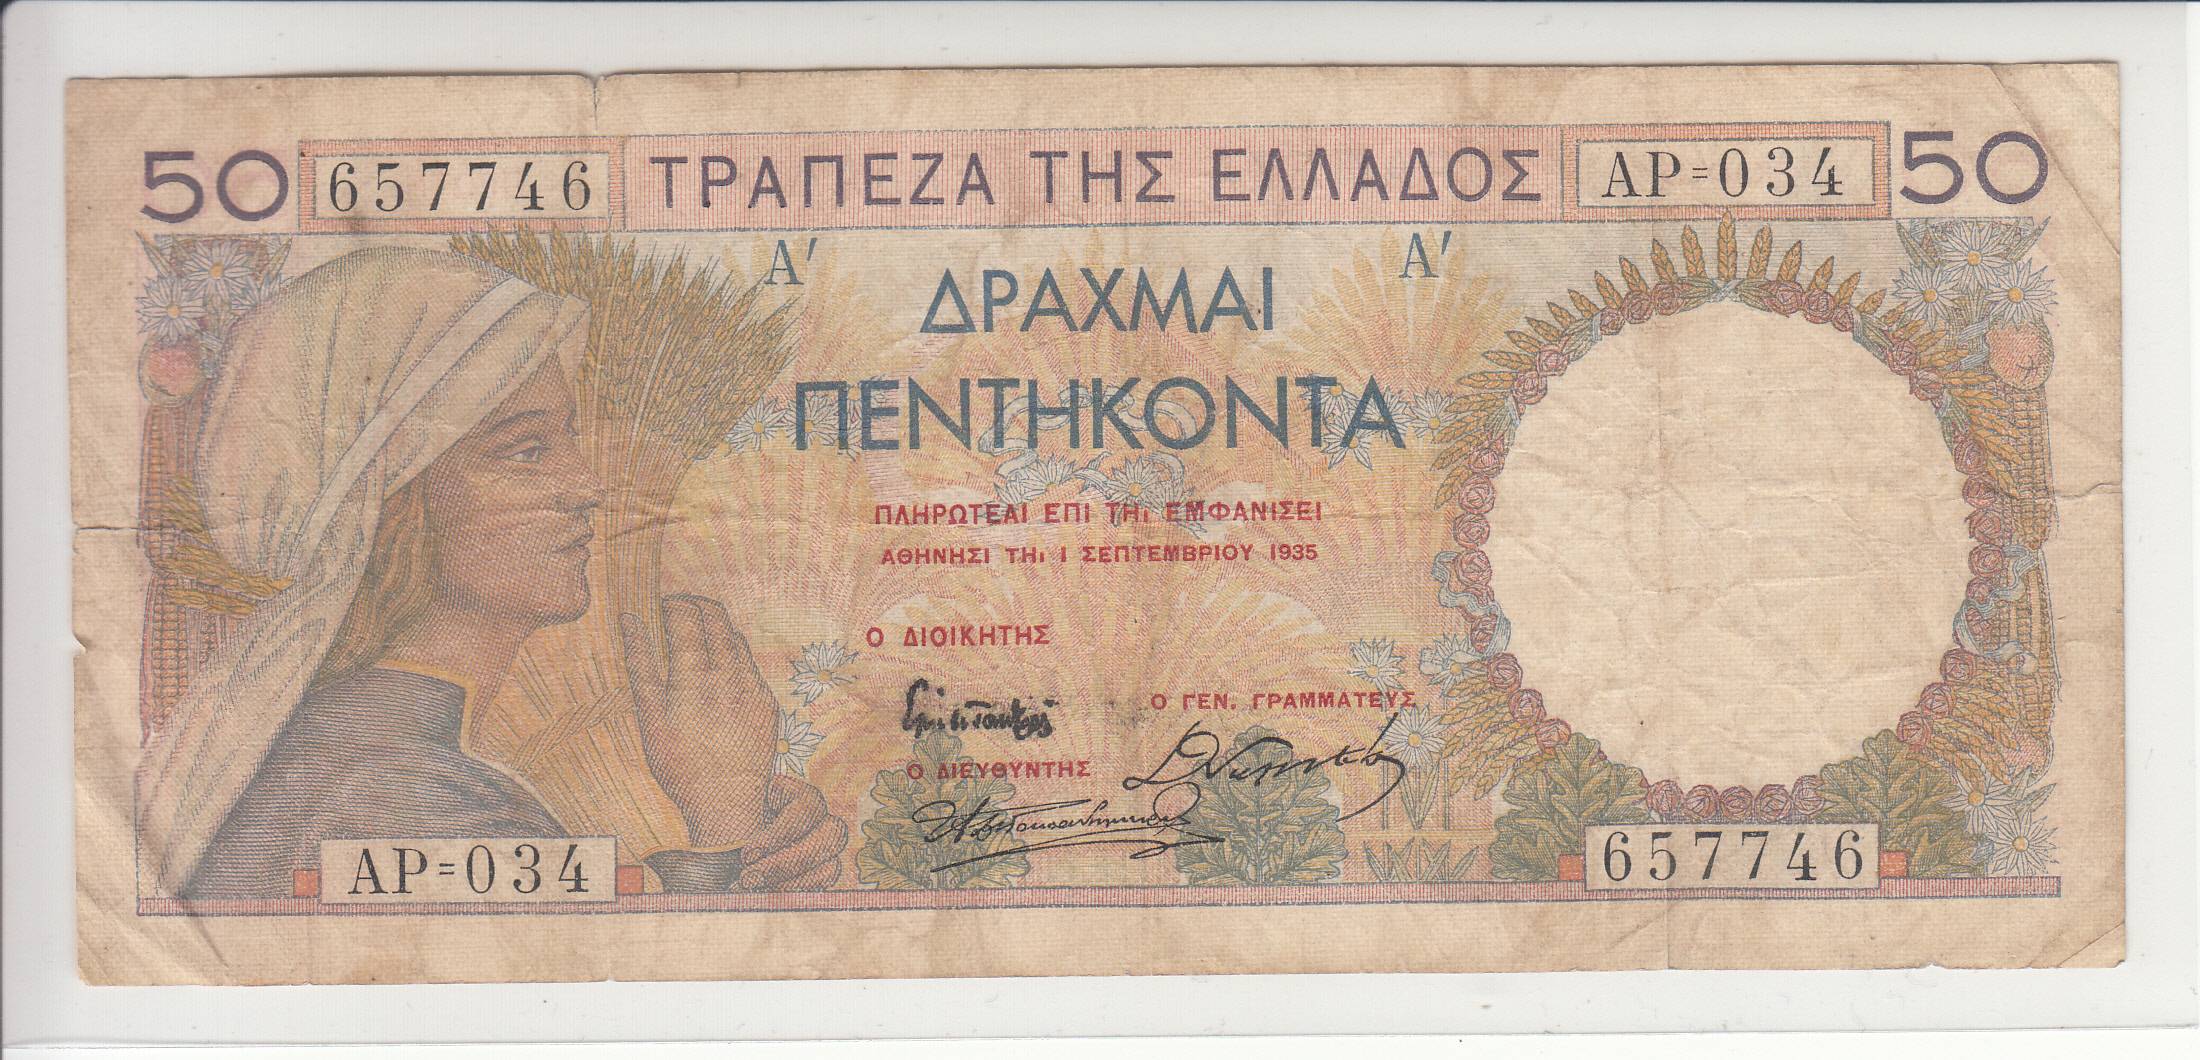 50 657746 ΤΡΑΠΕΖΑ ΤΗΣ ΕΛΛΑΔΟΣ ΑΡ=034 50
Α′ Α′
ΔΡΑΧΜΑΙ
ΠΕΝΤΗΚΟΝΤΑ
ΠΛΗΡΩΤΕΑΙ ΕΠΙ ΤΗι ΕΜΦΑΝΙΣΕΙ
ΑΘΗΝΗΣΙ ΤΗι 1 ΣΕΠΤΕΜΒΡΙΟΥ 1935
Ο ΔΙΟΙΚΗΤΗΣ
Ο ΓΕΝ. ΓΡΑΜΜΑΤΕΥΣ
Ο ΔΙΕΥΘΥΝΤΗΣ
ΑΡ=034 657746